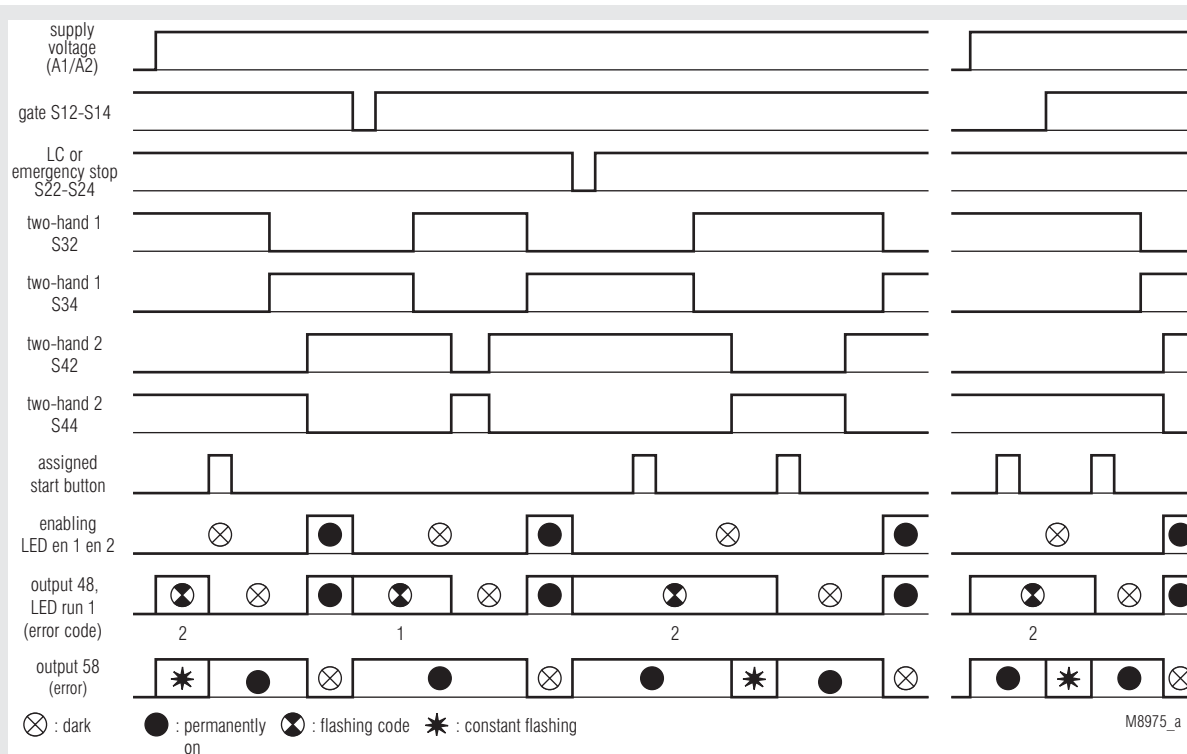 supply
voltage
(A1/A2)
gate S12-S14
LC or
emergency stop
S22-S24
two-hand 1
S32
two-hand 1
S34
two-hand 2
S42
two-hand 2
S44
assigned
start button
enabling
LED en 1 en 2
output 48,
LED run 1
(error code)
2
1
2
2
output 58
(error)
: dark
: permanently
on
: flashing code
: constant flashing
M8975_a